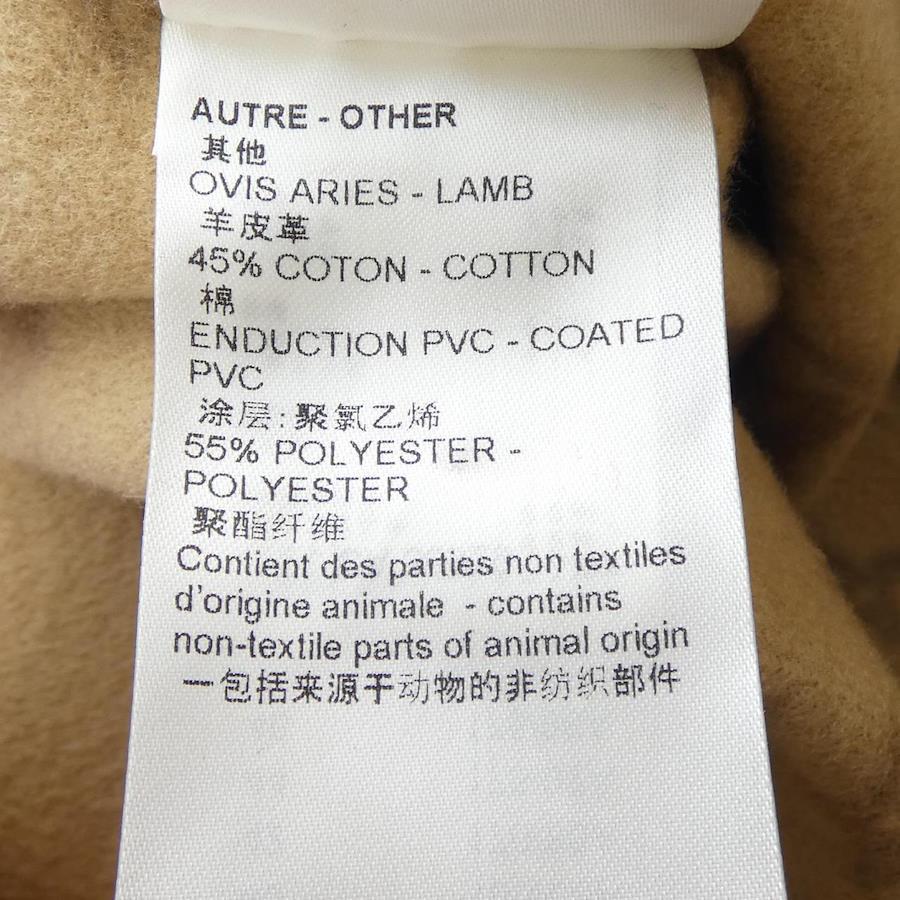 AUTRE - OTHER
其他
OVIS ARIES - LAMB
羊皮革
45% COTON - COTTON
棉
ENDUCTION PVC - COATED
PVC
涂层:聚氯乙烯
55% POLYESTER -
POLYESTER
聚酯纤维
Contient des parties non textiles
d'origine animale - contains
non-textile parts of animal origin
一包括来源于动物的非纺织部件